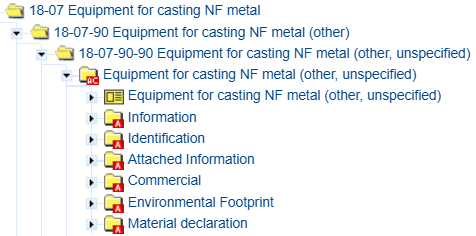 18-07 Equipment for casting NF metal
18-07-90 Equipment for casting NF metal (other)
18-07-90-90 Equipment for casting NF metal (other, unspecified)
AC Equipment for casting NF metal (other, unspecified)
Equipment for casting NF metal (other, unspecified)
A Information
A Identification
A Attached Information
A Commercial
A Environmental Footprint
A Material declaration